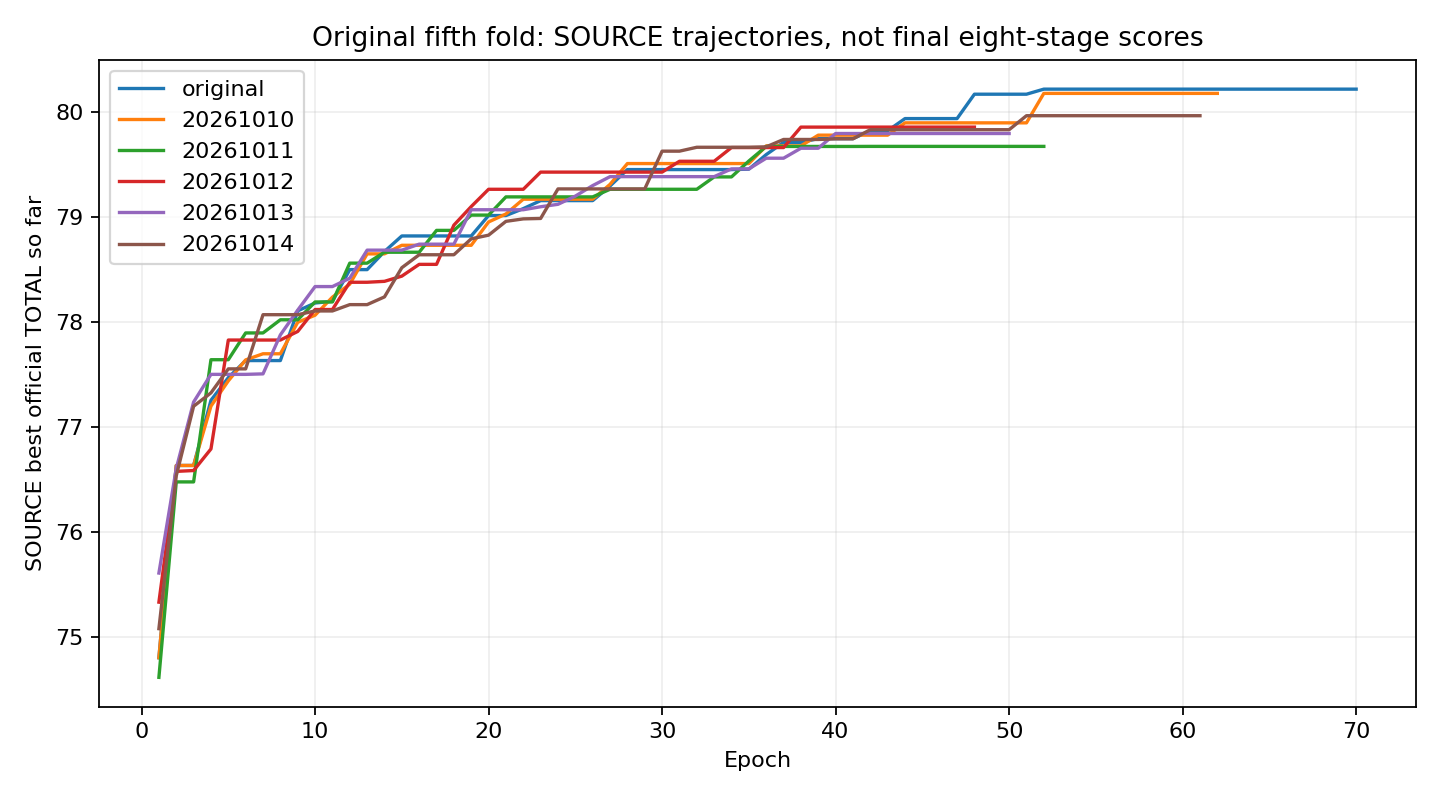 Original fifth fold: SOURCE trajectories, not final eight-stage scores
SOURCE best official TOTAL so far
80
79
78
77
76
75
original
20261010
20261011
20261012
20261013
20261014
0 10 20 30 40 50 60 70
Epoch